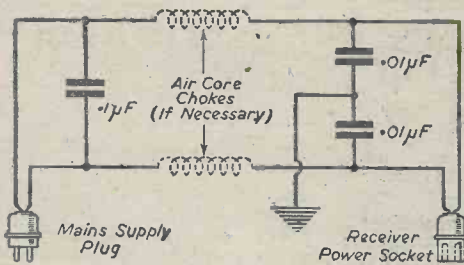 .1µF
Air Core
Chokes
(If Necessary)
.01µF
.01µF
Mains Supply
Plug
Receiver
Power Socket